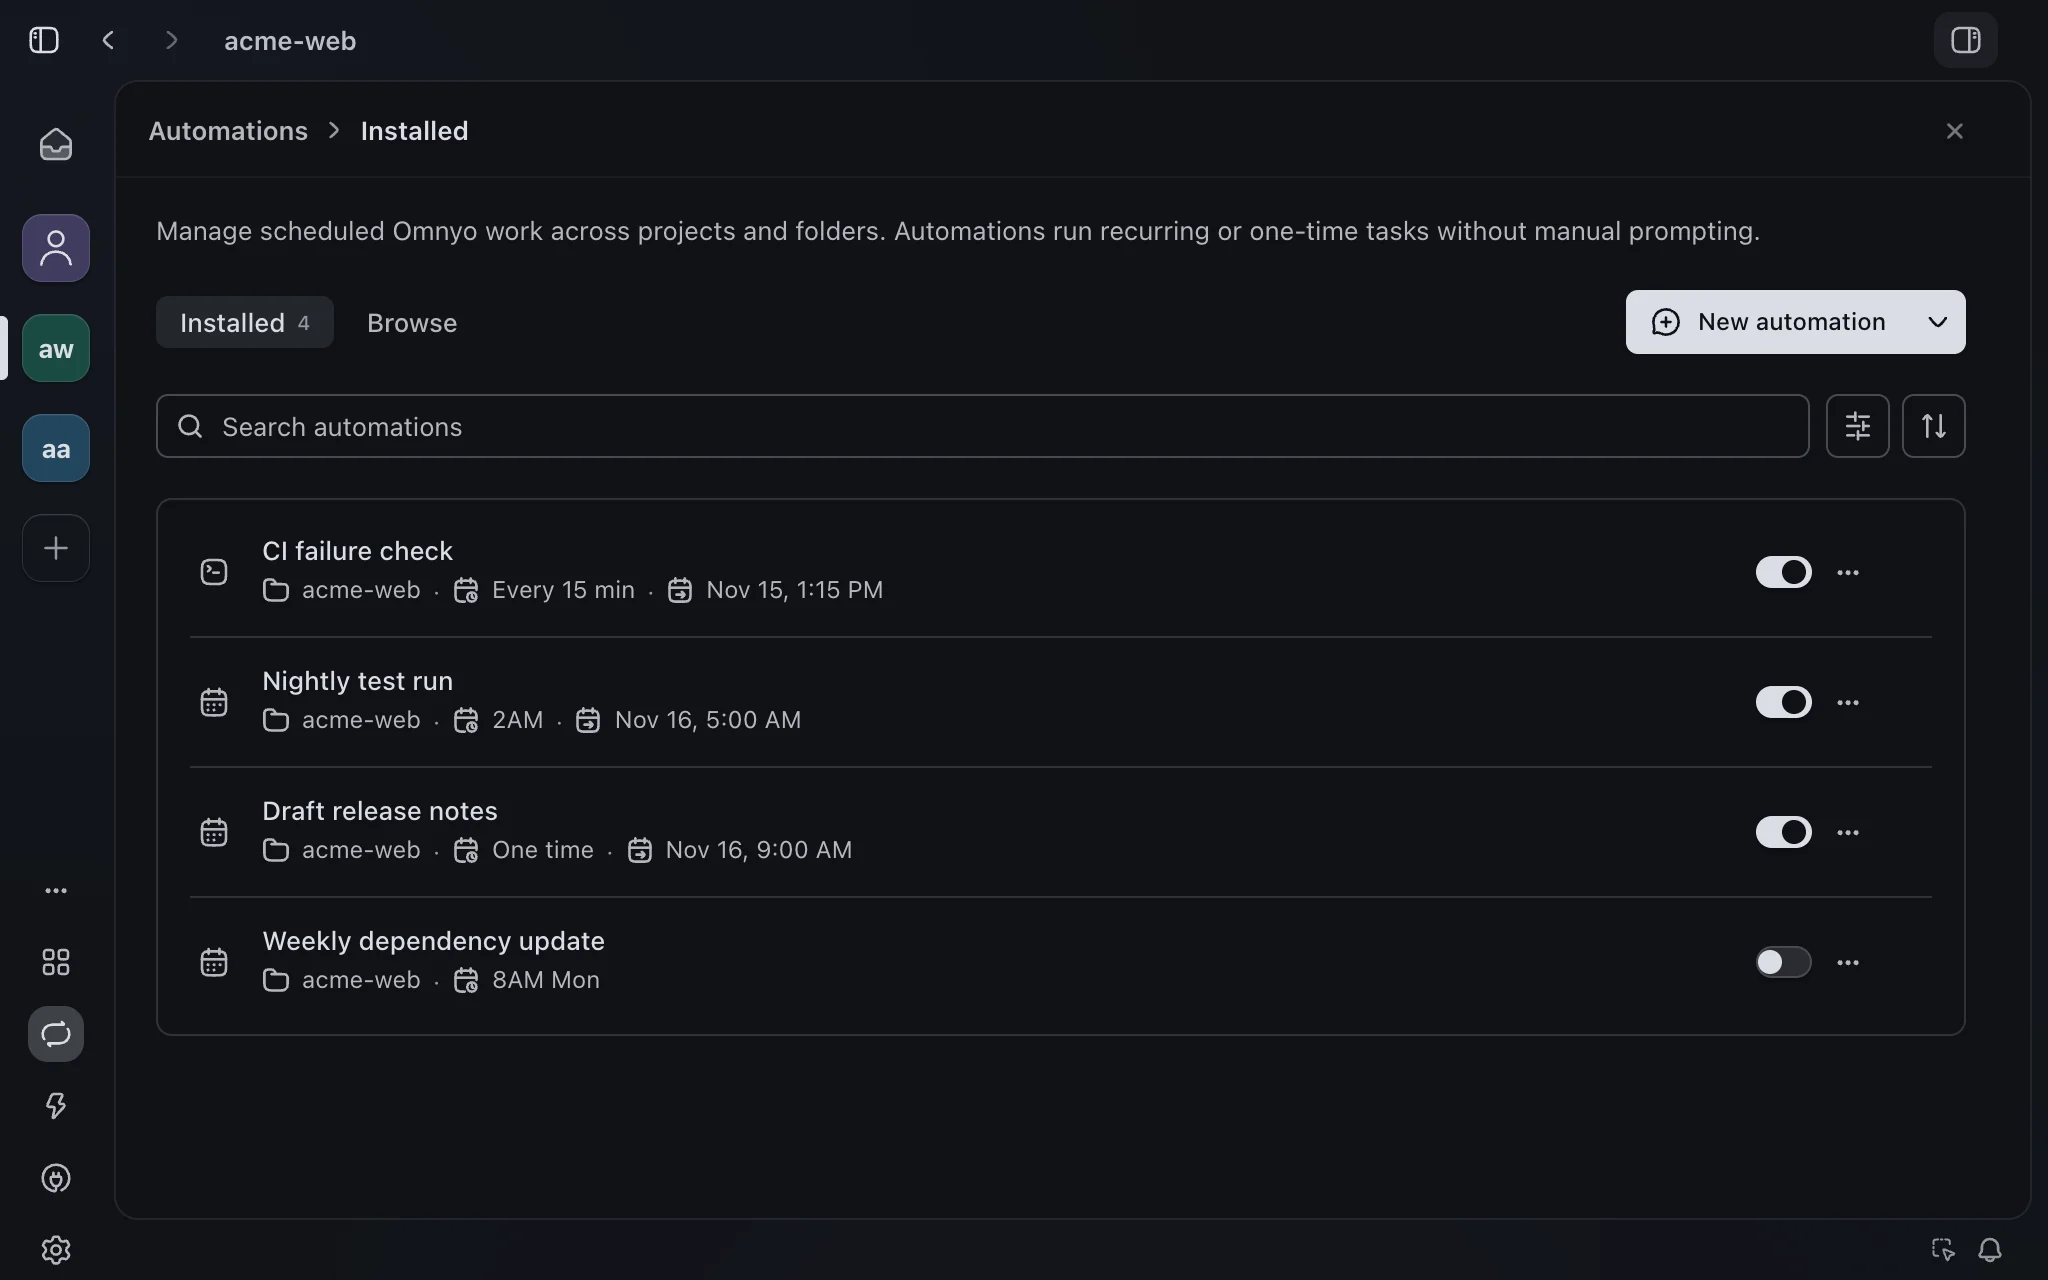 acme-web
Automations > Installed
Manage scheduled Omnyo work across projects and folders. Automations run recurring or one-time tasks without manual prompting.
Installed 4
Browse
New automation
Search automations
aw
aa
CI failure check
acme-web · Every 15 min · Nov 15, 1:15 PM
Nightly test run
acme-web · 2AM · Nov 16, 5:00 AM
Draft release notes
acme-web · One time · Nov 16, 9:00 AM
Weekly dependency update
acme-web · 8AM Mon